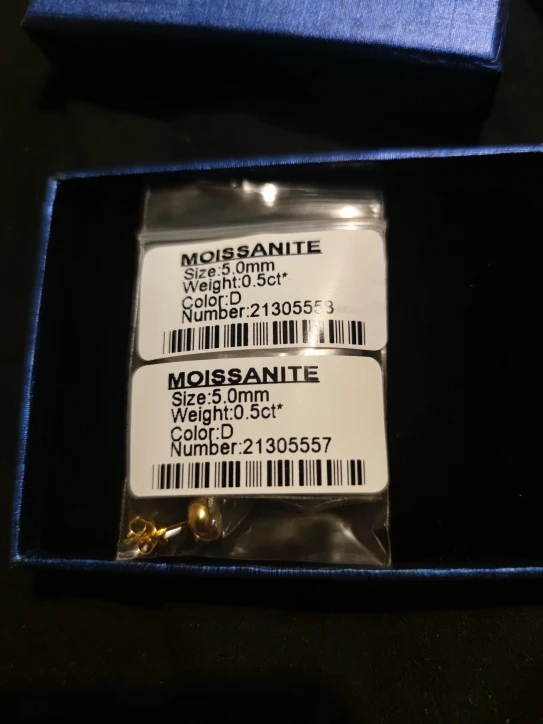 MOISSANITE
Size:5.0mm
Weight:0.5ct*
Color:D
Number:21305553
MOISSANITE
Size:5.0mm
Weight:0.5ct*
Color:D
Number:21305557